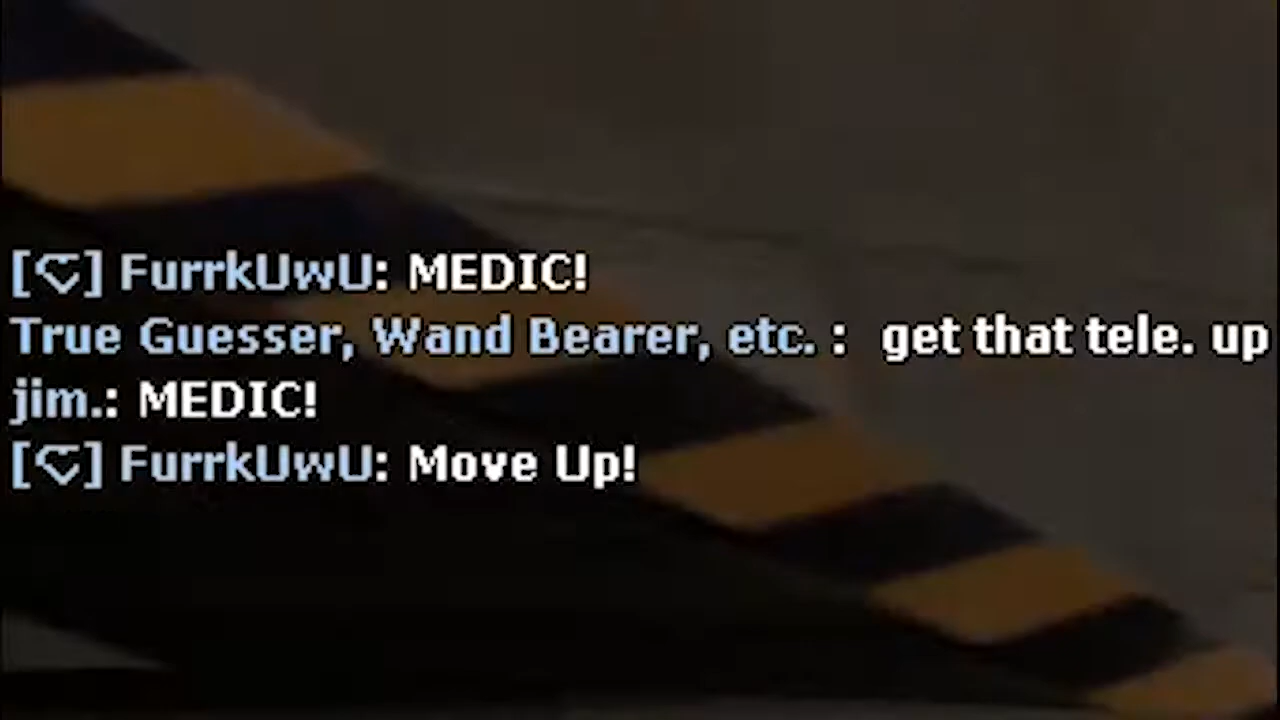 [♡] FurrkUwU: MEDIC!
True Guesser, Wand Bearer, etc. :  get that tele. up
jim.: MEDIC!
[♡] FurrkUwU: Move Up!